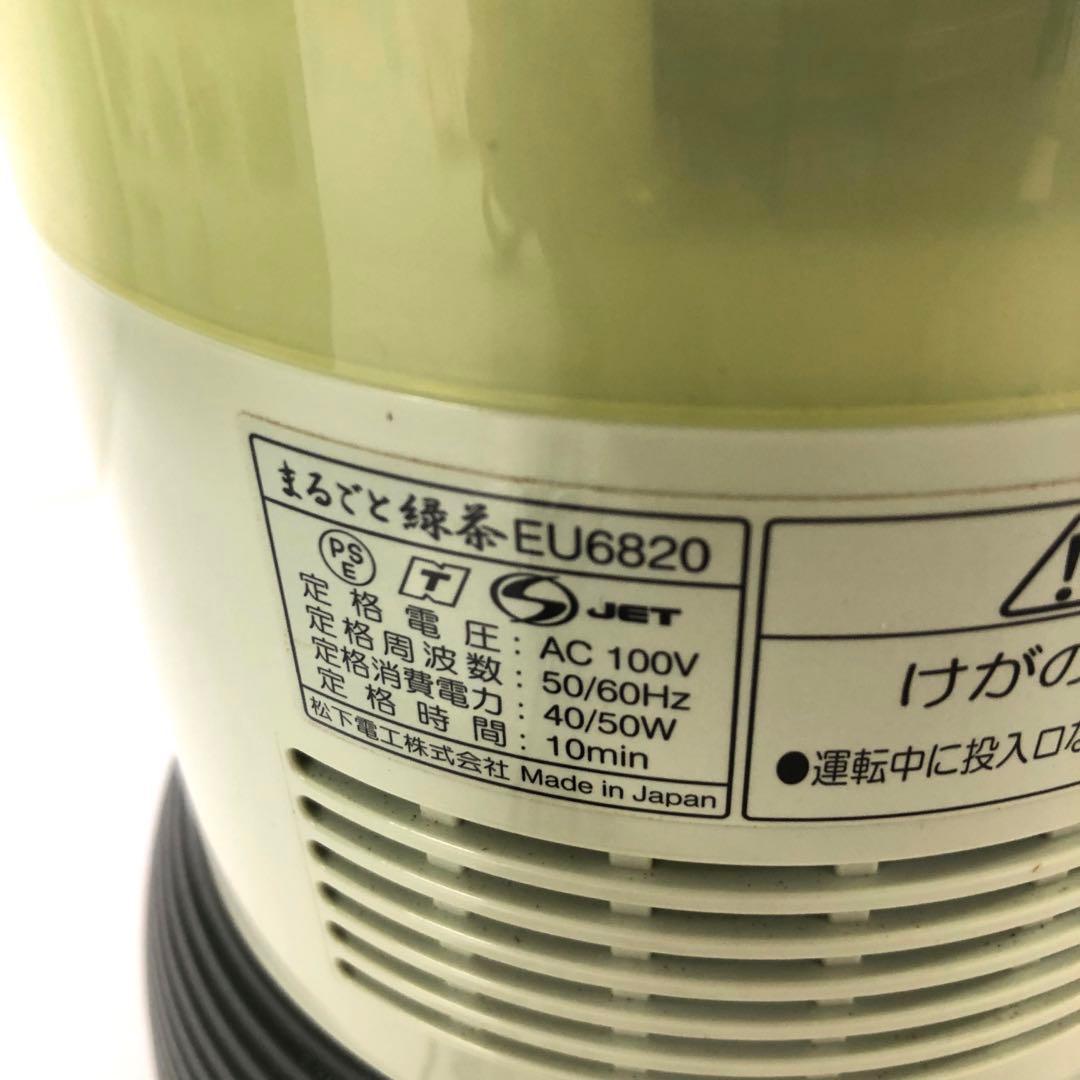 まるごと緑茶 EU6820
PS E T S JET
定格電圧: AC 100V
定格周波数: 50/60Hz
定格消費電力: 40/50W
定格時間: 10min
松下電工株式会社 Made in Japan
!
けがの
●運転中に投入口な